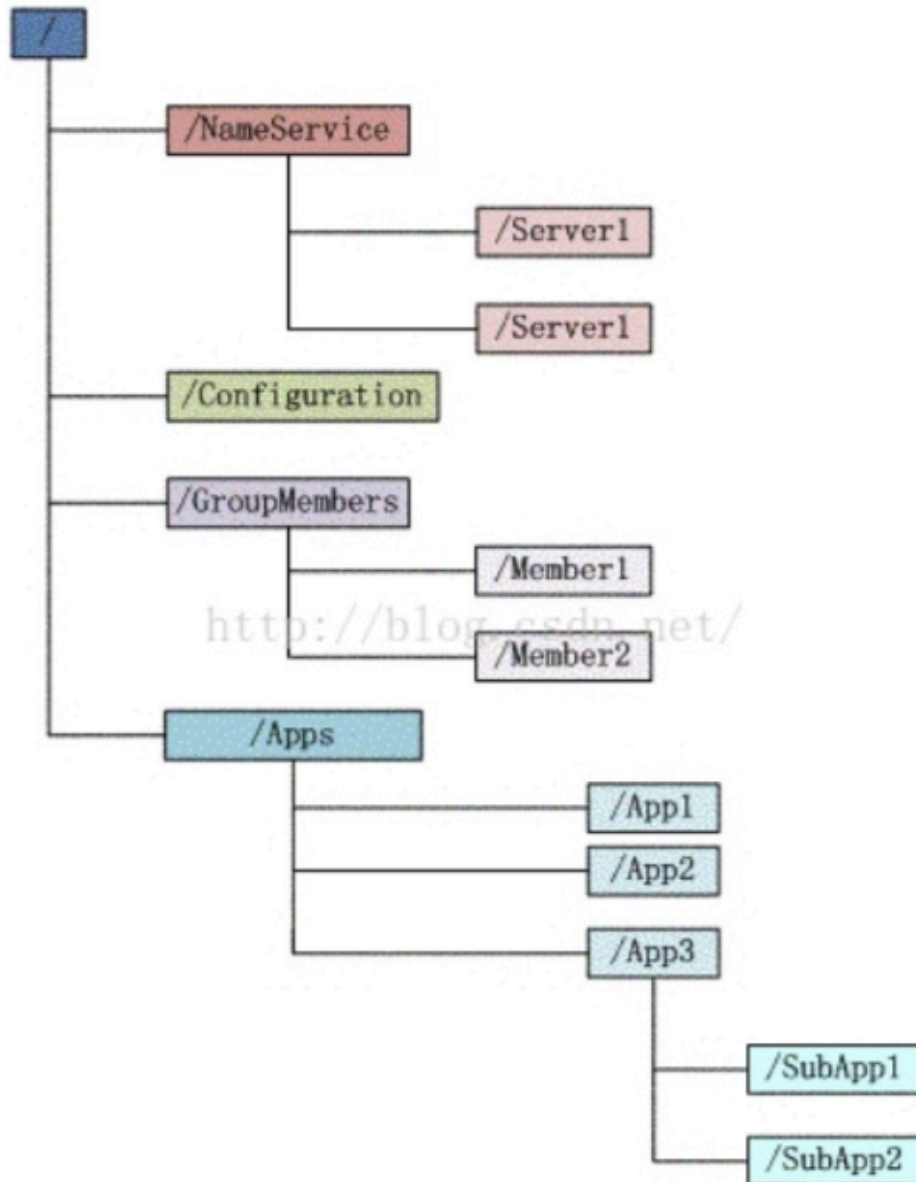 /
/NameService
/Server1
/Server1
/Configuration
/GroupMembers
/Member1
http://blog.csdn.net/
/Member2
/Apps
/App1
/App2
/App3
/SubApp1
/SubApp2